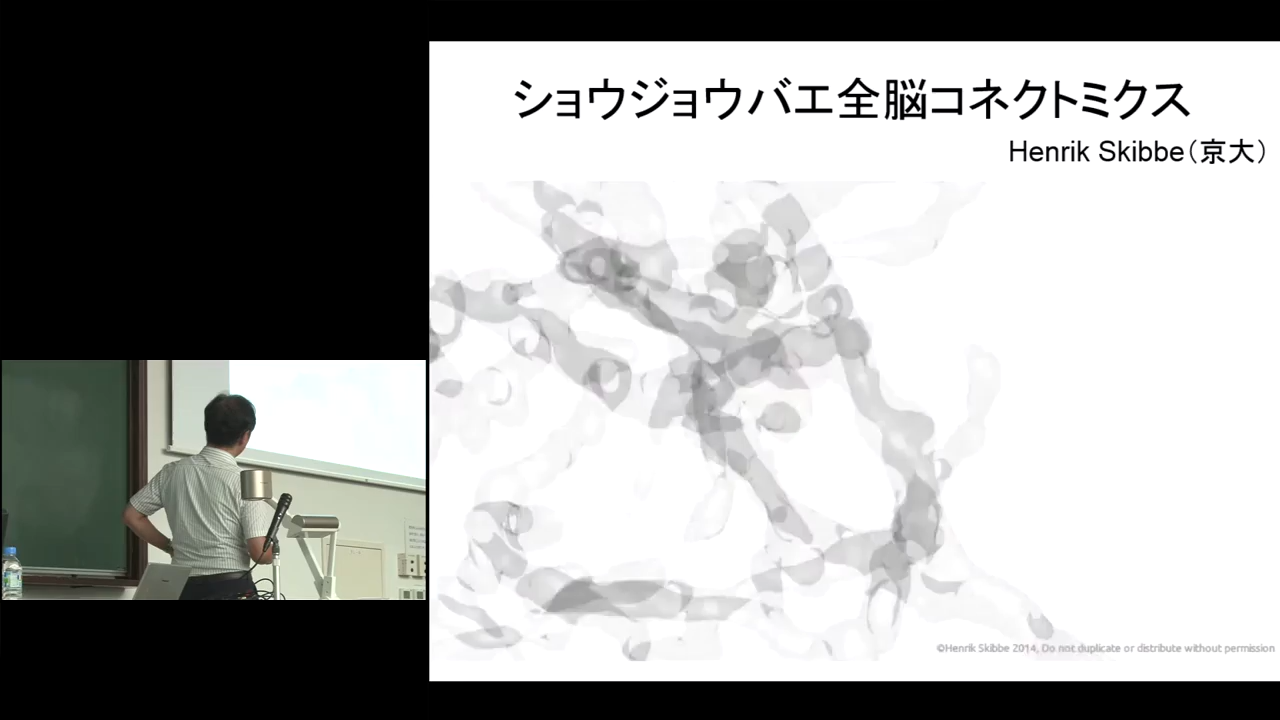 ショウジョウバエ全脳コネクトミクス
Henrik Skibbe（京大）
©Henrik Skibbe 2014, Do not duplicate or distribute without permission